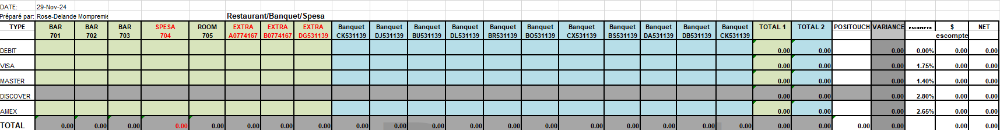 DATE: 29-Nov-24
Préparé par: Rose-Delande Mompremie Restaurant/Banquet/Spesa
TYPE BAR BAR BAR SPESA ROOM EXTRA EXTRA EXTRA Banquet Banquet Banquet Banquet Banquet Banquet Banquet Banquet Banquet Banquet Banquet TOTAL 1 TOTAL 2 POSITOUCH VARIANCE ESCOMPTE $ NET
701 702 703 704 705 A0774167 B0774167 DG531139 CK531139 DJ531139 BU531139 DL531139 BR531139 BO531139 CX531139 BS531139 DA531139 DB531139 CK531139 escompte
DEBIT 0.00 0.00 0.00 0.00% 0.00 0.00
VISA 0.00 0.00 0.00 1.75% 0.00 0.00
MASTER 0.00 0.00 0.00 1.40% 0.00 0.00
DISCOVER 0.00 0.00 0.00 2.80% 0.00 0.00
AMEX 0.00 0.00 0.00 2.65% 0.00 0.00
TOTAL 0.00 0.00 0.00 0.00 0.00 0.00 0.00 0.00 0.00 0.00 0.00 0.00 0.00 0.00 0.00 0.00 0.00 0.00 0.00 0.00 0.00 0.00 0.00 0.00 0.00